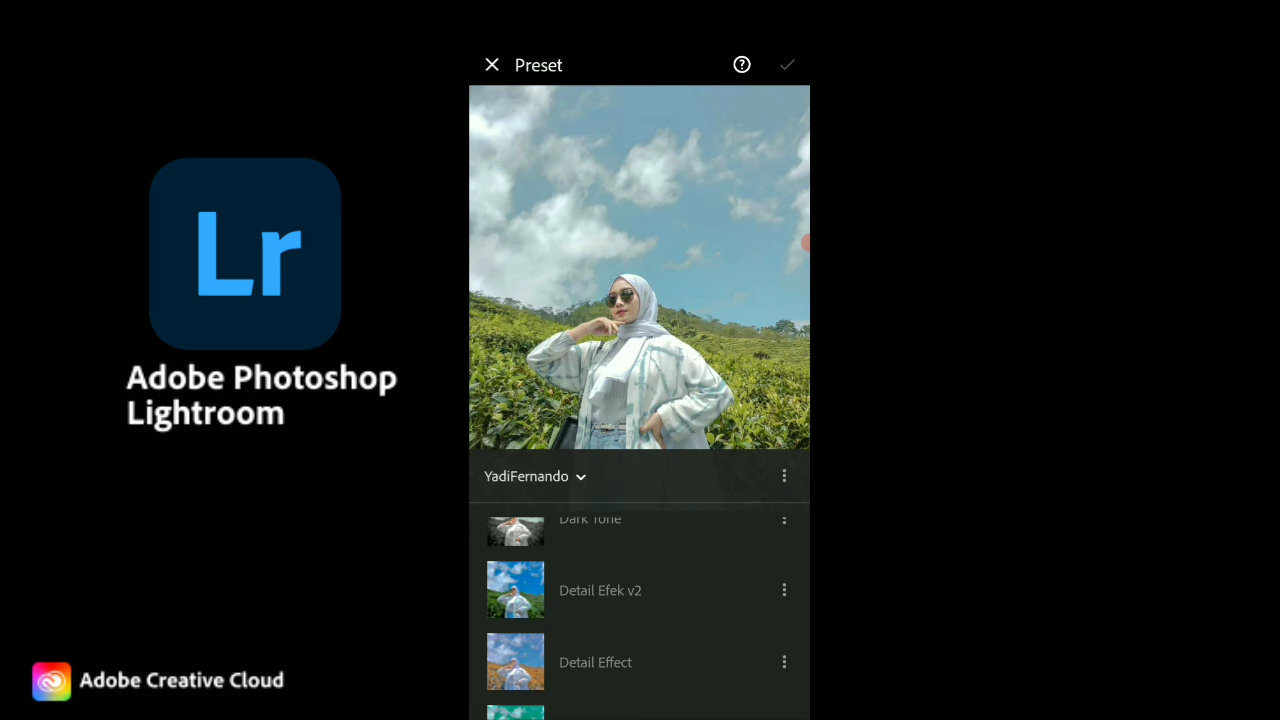 Preset
Lr
Adobe Photoshop
Lightroom
YadiFernando
Dark Tone
Detail Efek v2
Detail Effect
Adobe Creative Cloud